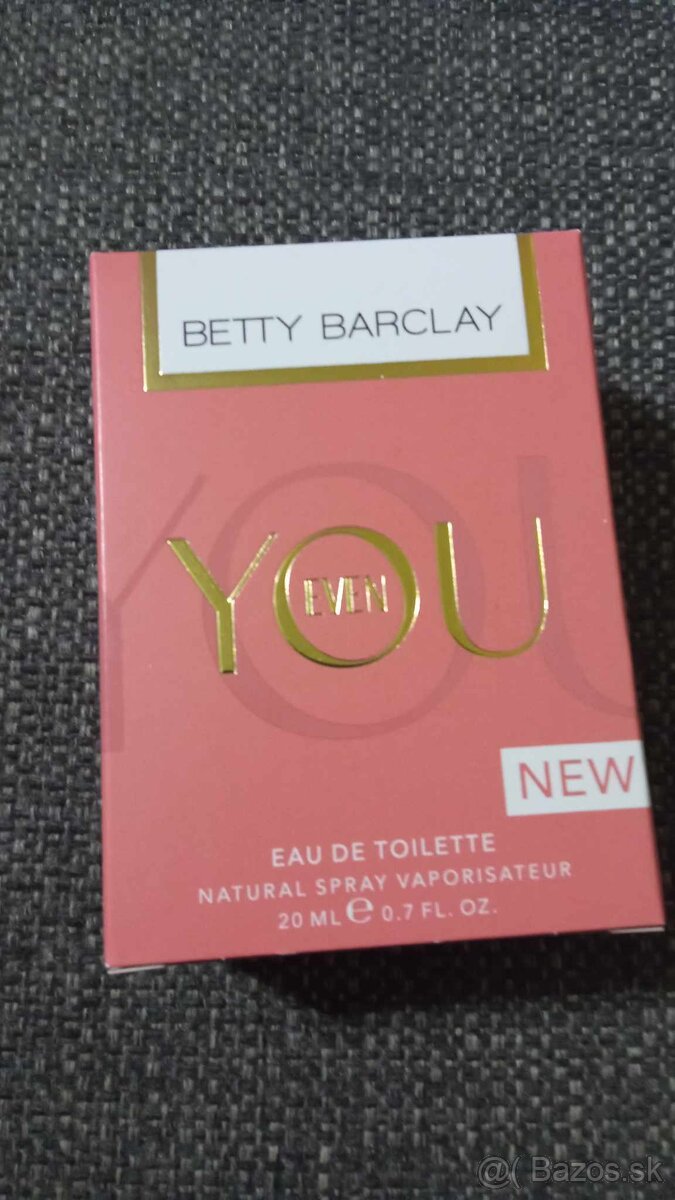 BETTY BARCLAY
YOU
EVEN
NEW
EAU DE TOILETTE
NATURAL SPRAY VAPORISATEUR
20 ML ℮ 0.7 FL. OZ.
@( Bazos.sk